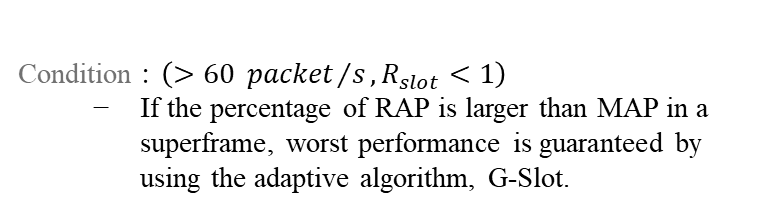 Condition : (> 60 packet/s, R_slot < 1)
– If the percentage of RAP is larger than MAP in a
superframe, worst performance is guaranteed by
using the adaptive algorithm, G-Slot.